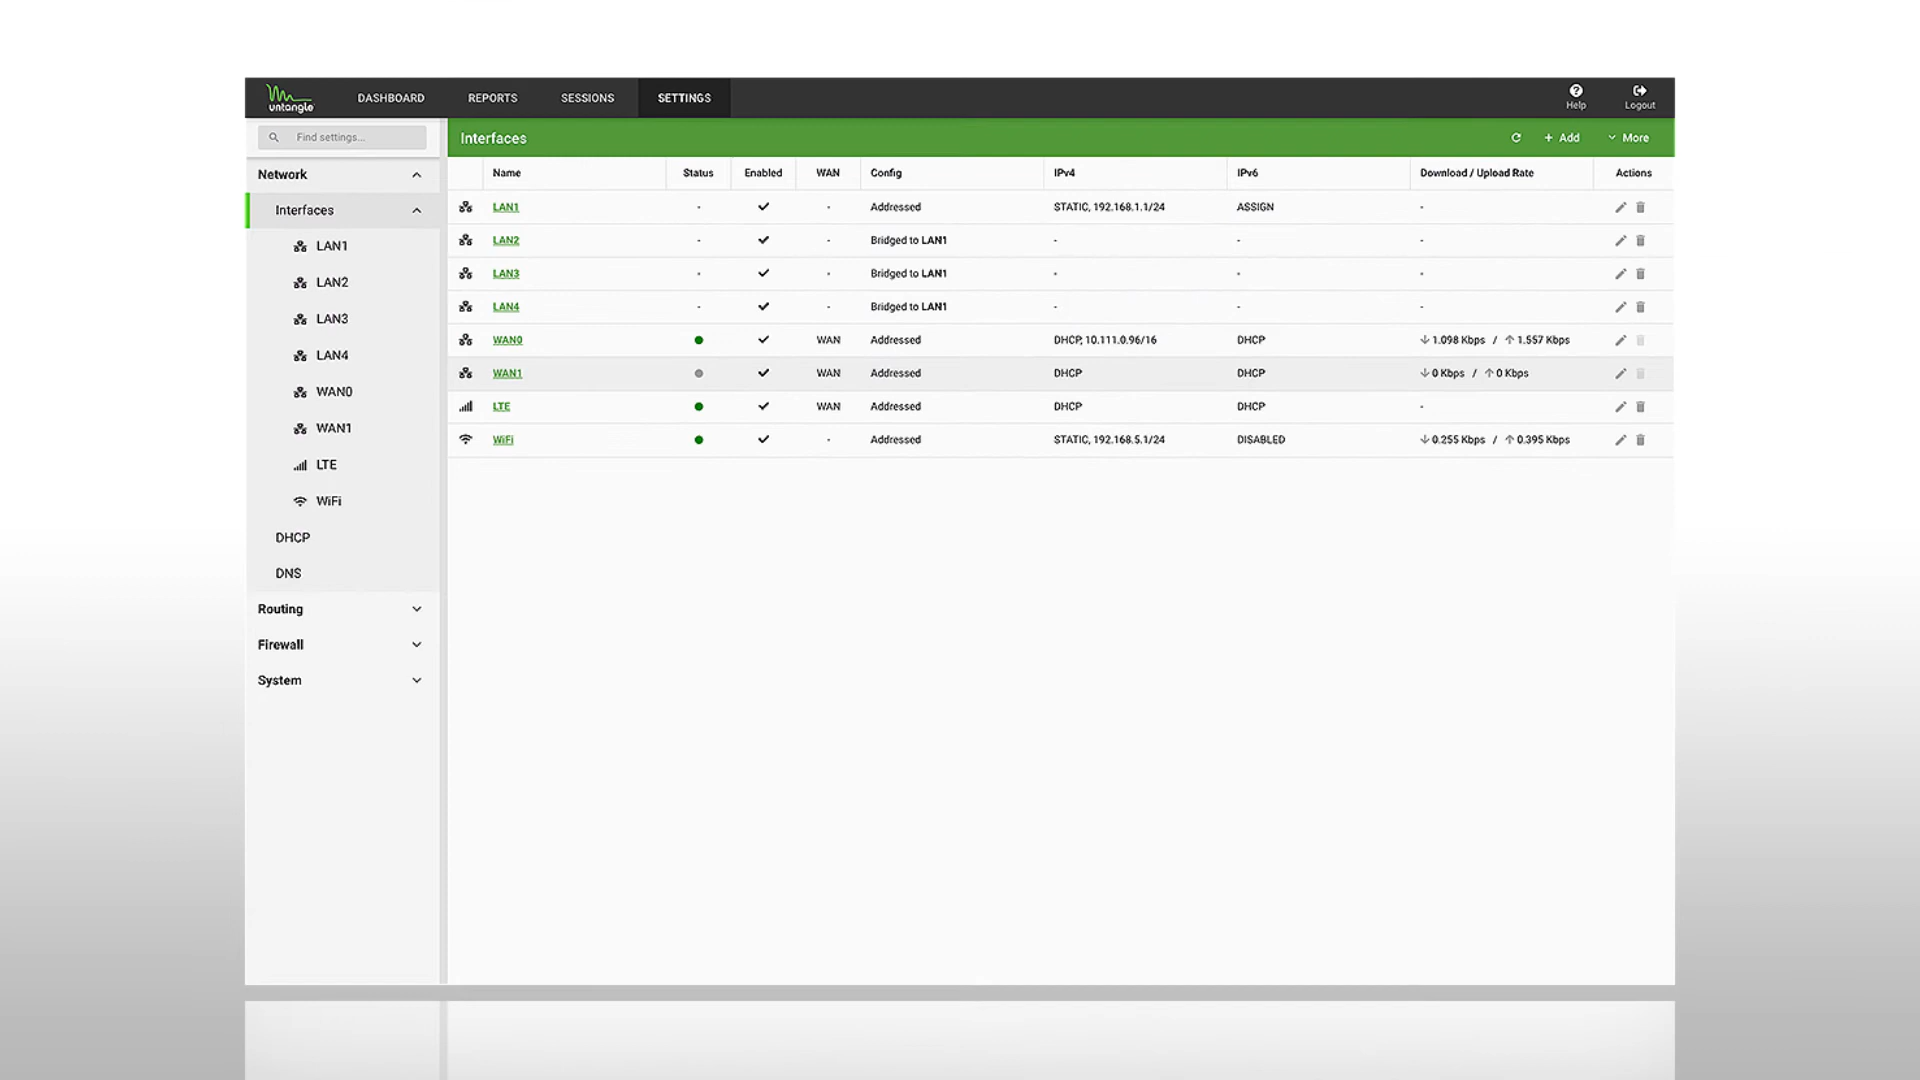 untangle
DASHBOARD
REPORTS
SESSIONS
SETTINGS
Help
Logout
Find settings...
Interfaces
+ Add
More
Network
Interfaces
LAN1
LAN2
LAN3
LAN4
WAN0
WAN1
LTE
WiFi
DHCP
DNS
Routing
Firewall
System
Name Status Enabled WAN Config IPv4 IPv6 Download / Upload Rate Actions
LAN1 - - Addressed STATIC, 192.168.1.1/24 ASSIGN -
LAN2 - - Bridged to LAN1 - - -
LAN3 - - Bridged to LAN1 - - -
LAN4 - - Bridged to LAN1 - - -
WAN0 WAN Addressed DHCP, 10.111.0.96/16 DHCP ↓ 1.098 Kbps / ↑ 1.557 Kbps
WAN1 WAN Addressed DHCP DHCP ↓ 0 Kbps / ↑ 0 Kbps
LTE WAN Addressed DHCP DHCP -
WiFi - Addressed STATIC, 192.168.5.1/24 DISABLED ↓ 0.255 Kbps / ↑ 0.395 Kbps